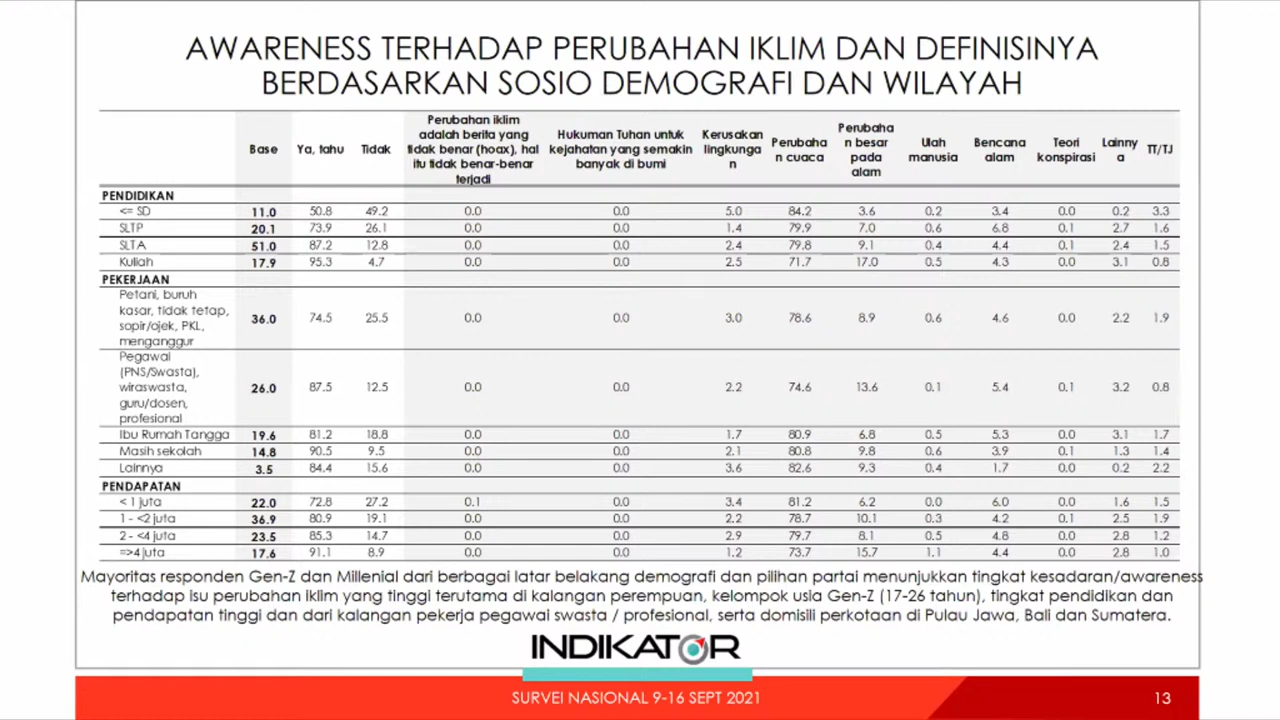 AWARENESS TERHADAP PERUBAHAN IKLIM DAN DEFINISINYA
BERDASARKAN SOSIO DEMOGRAFI DAN WILAYAH
Base Ya, tahu Tidak Perubahan iklim adalah berita yang tidak benar (hoax), hal itu tidak benar-benar terjadi Hukuman Tuhan untuk kejahatan yang semakin banyak di bumi Kerusakan lingkunga n Perubaha n cuaca Perubaha n besar pada alam Ulah manusia Bencana alam Teori konspirasi Lainny a TT/TJ
PENDIDIKAN
<= SD 11.0 50.8 49.2 0.0 0.0 5.0 84.2 3.6 0.2 3.4 0.0 0.2 3.3
SLTP 20.1 73.9 26.1 0.0 0.0 1.4 79.9 7.0 0.6 6.8 0.1 2.7 1.6
SLTA 51.0 87.2 12.8 0.0 0.0 2.4 79.8 9.1 0.4 4.4 0.1 2.4 1.5
Kuliah 17.9 95.3 4.7 0.0 0.0 2.5 71.7 17.0 0.5 4.3 0.0 3.1 0.8
PEKERJAAN
Petani, buruh
kasar, tidak tetap,
sopir/ojek, PKL,
menganggur
36.0 74.5 25.5 0.0 0.0 3.0 78.6 8.9 0.6 4.6 0.0 2.2 1.9
Pegawai
(PNS/Swasta),
wiraswasta,
guru/dosen,
profesional
26.0 87.5 12.5 0.0 0.0 2.2 74.6 13.6 0.1 5.4 0.1 3.2 0.8
Ibu Rumah Tangga 19.6 81.2 18.8 0.0 0.0 1.7 80.9 6.8 0.5 5.3 0.0 3.1 1.7
Masih sekolah 14.8 90.5 9.5 0.0 0.0 2.1 80.8 9.8 0.6 3.9 0.1 1.3 1.4
Lainnya 3.5 84.4 15.6 0.0 0.0 3.6 82.6 9.3 0.4 1.7 0.0 0.2 2.2
PENDAPATAN
< 1 juta 22.0 72.8 27.2 0.1 0.0 3.4 81.2 6.2 0.0 6.0 0.0 1.6 1.5
1 - <2 juta 36.9 80.9 19.1 0.0 0.0 2.2 78.7 10.1 0.3 4.2 0.1 2.5 1.9
2 - <4 juta 23.5 85.3 14.7 0.0 0.0 2.9 79.7 8.1 0.5 4.8 0.0 2.8 1.2
=>4 juta 17.6 91.1 8.9 0.0 0.0 1.2 73.7 15.7 1.1 4.4 0.0 2.8 1.0
Mayoritas responden Gen-Z dan Millenial dari berbagai latar belakang demografi dan pilihan partai menunjukkan tingkat kesadaran/awareness
terhadap isu perubahan iklim yang tinggi terutama di kalangan perempuan, kelompok usia Gen-Z (17-26 tahun), tingkat pendidikan dan
pendapatan tinggi dan dari kalangan pekerja pegawai swasta / profesional, serta domisili perkotaan di Pulau Jawa, Bali dan Sumatera.
INDIKATOR
SURVEI NASIONAL 9-16 SEPT 2021
13